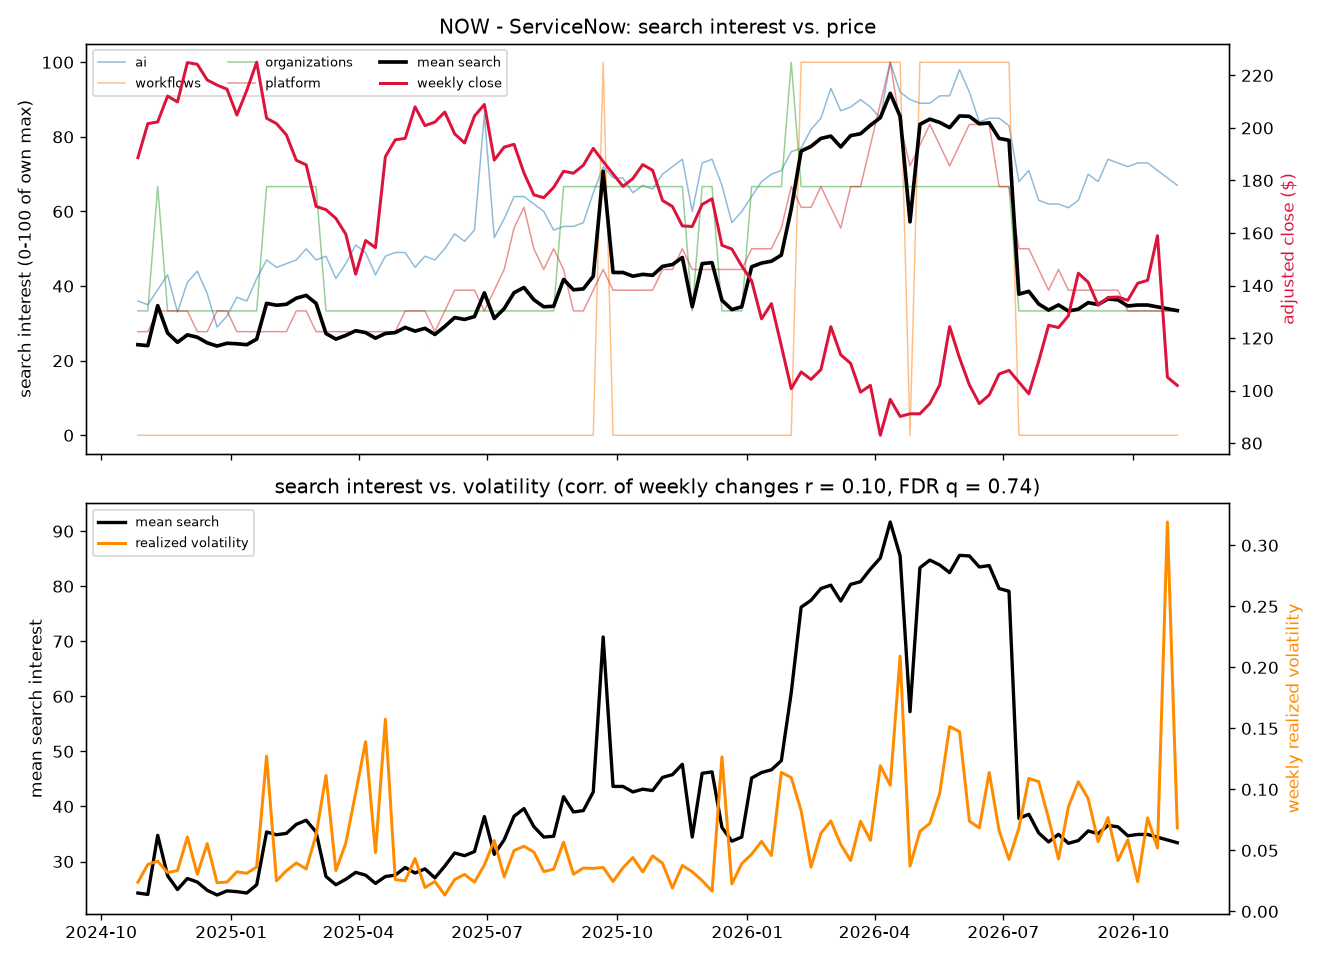 NOW - ServiceNow: search interest vs. price
ai
workflows
organizations
platform
mean search
weekly close
search interest (0-100 of own max)
100
80
60
40
20
0
adjusted close ($)
220
200
180
160
140
120
100
80
search interest vs. volatility (corr. of weekly changes r = 0.10, FDR q = 0.74)
mean search
realized volatility
mean search interest
90
80
70
60
50
40
30
weekly realized volatility
0.30
0.25
0.20
0.15
0.10
0.05
0.00
2024-10 2025-01 2025-04 2025-07 2025-10 2026-01 2026-04 2026-07 2026-10